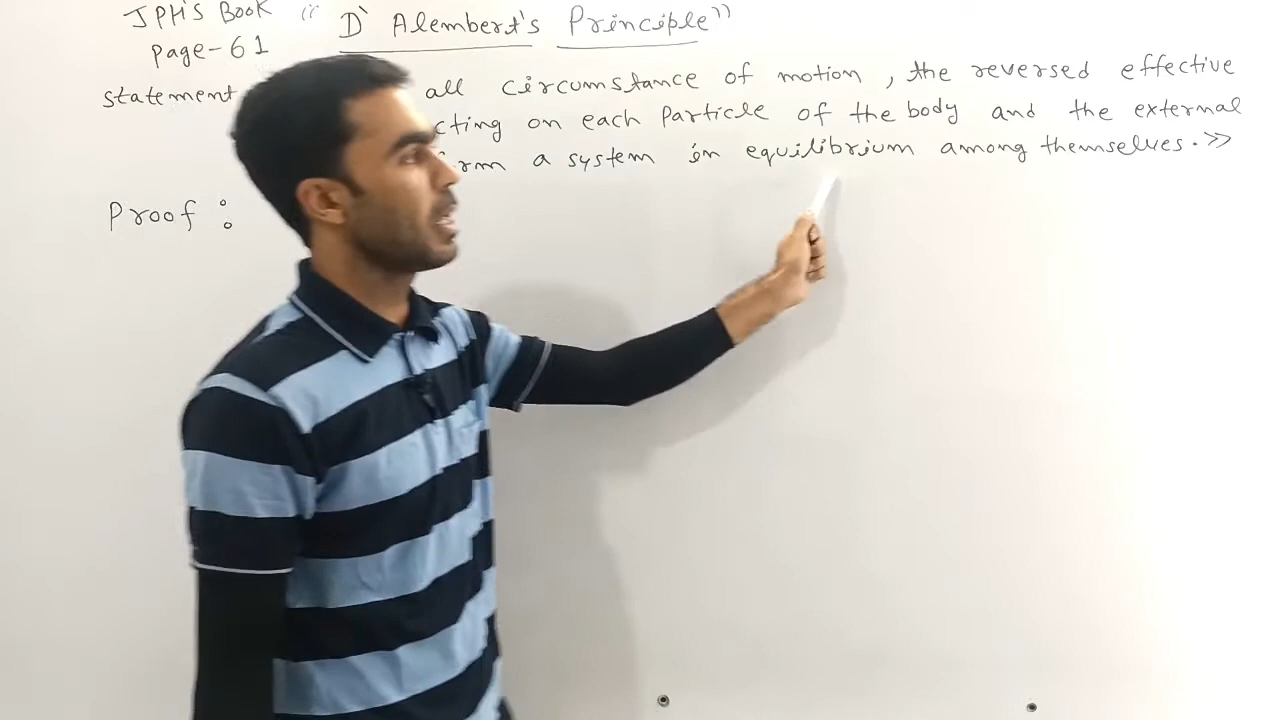 JPH'S Book "D' Alembert's Principle"
Page-61
statement all circumstance of motion, the reversed effective
cting on each Particle of the body and the external
rm a system in equilibrium among themselves.>>
Proof :